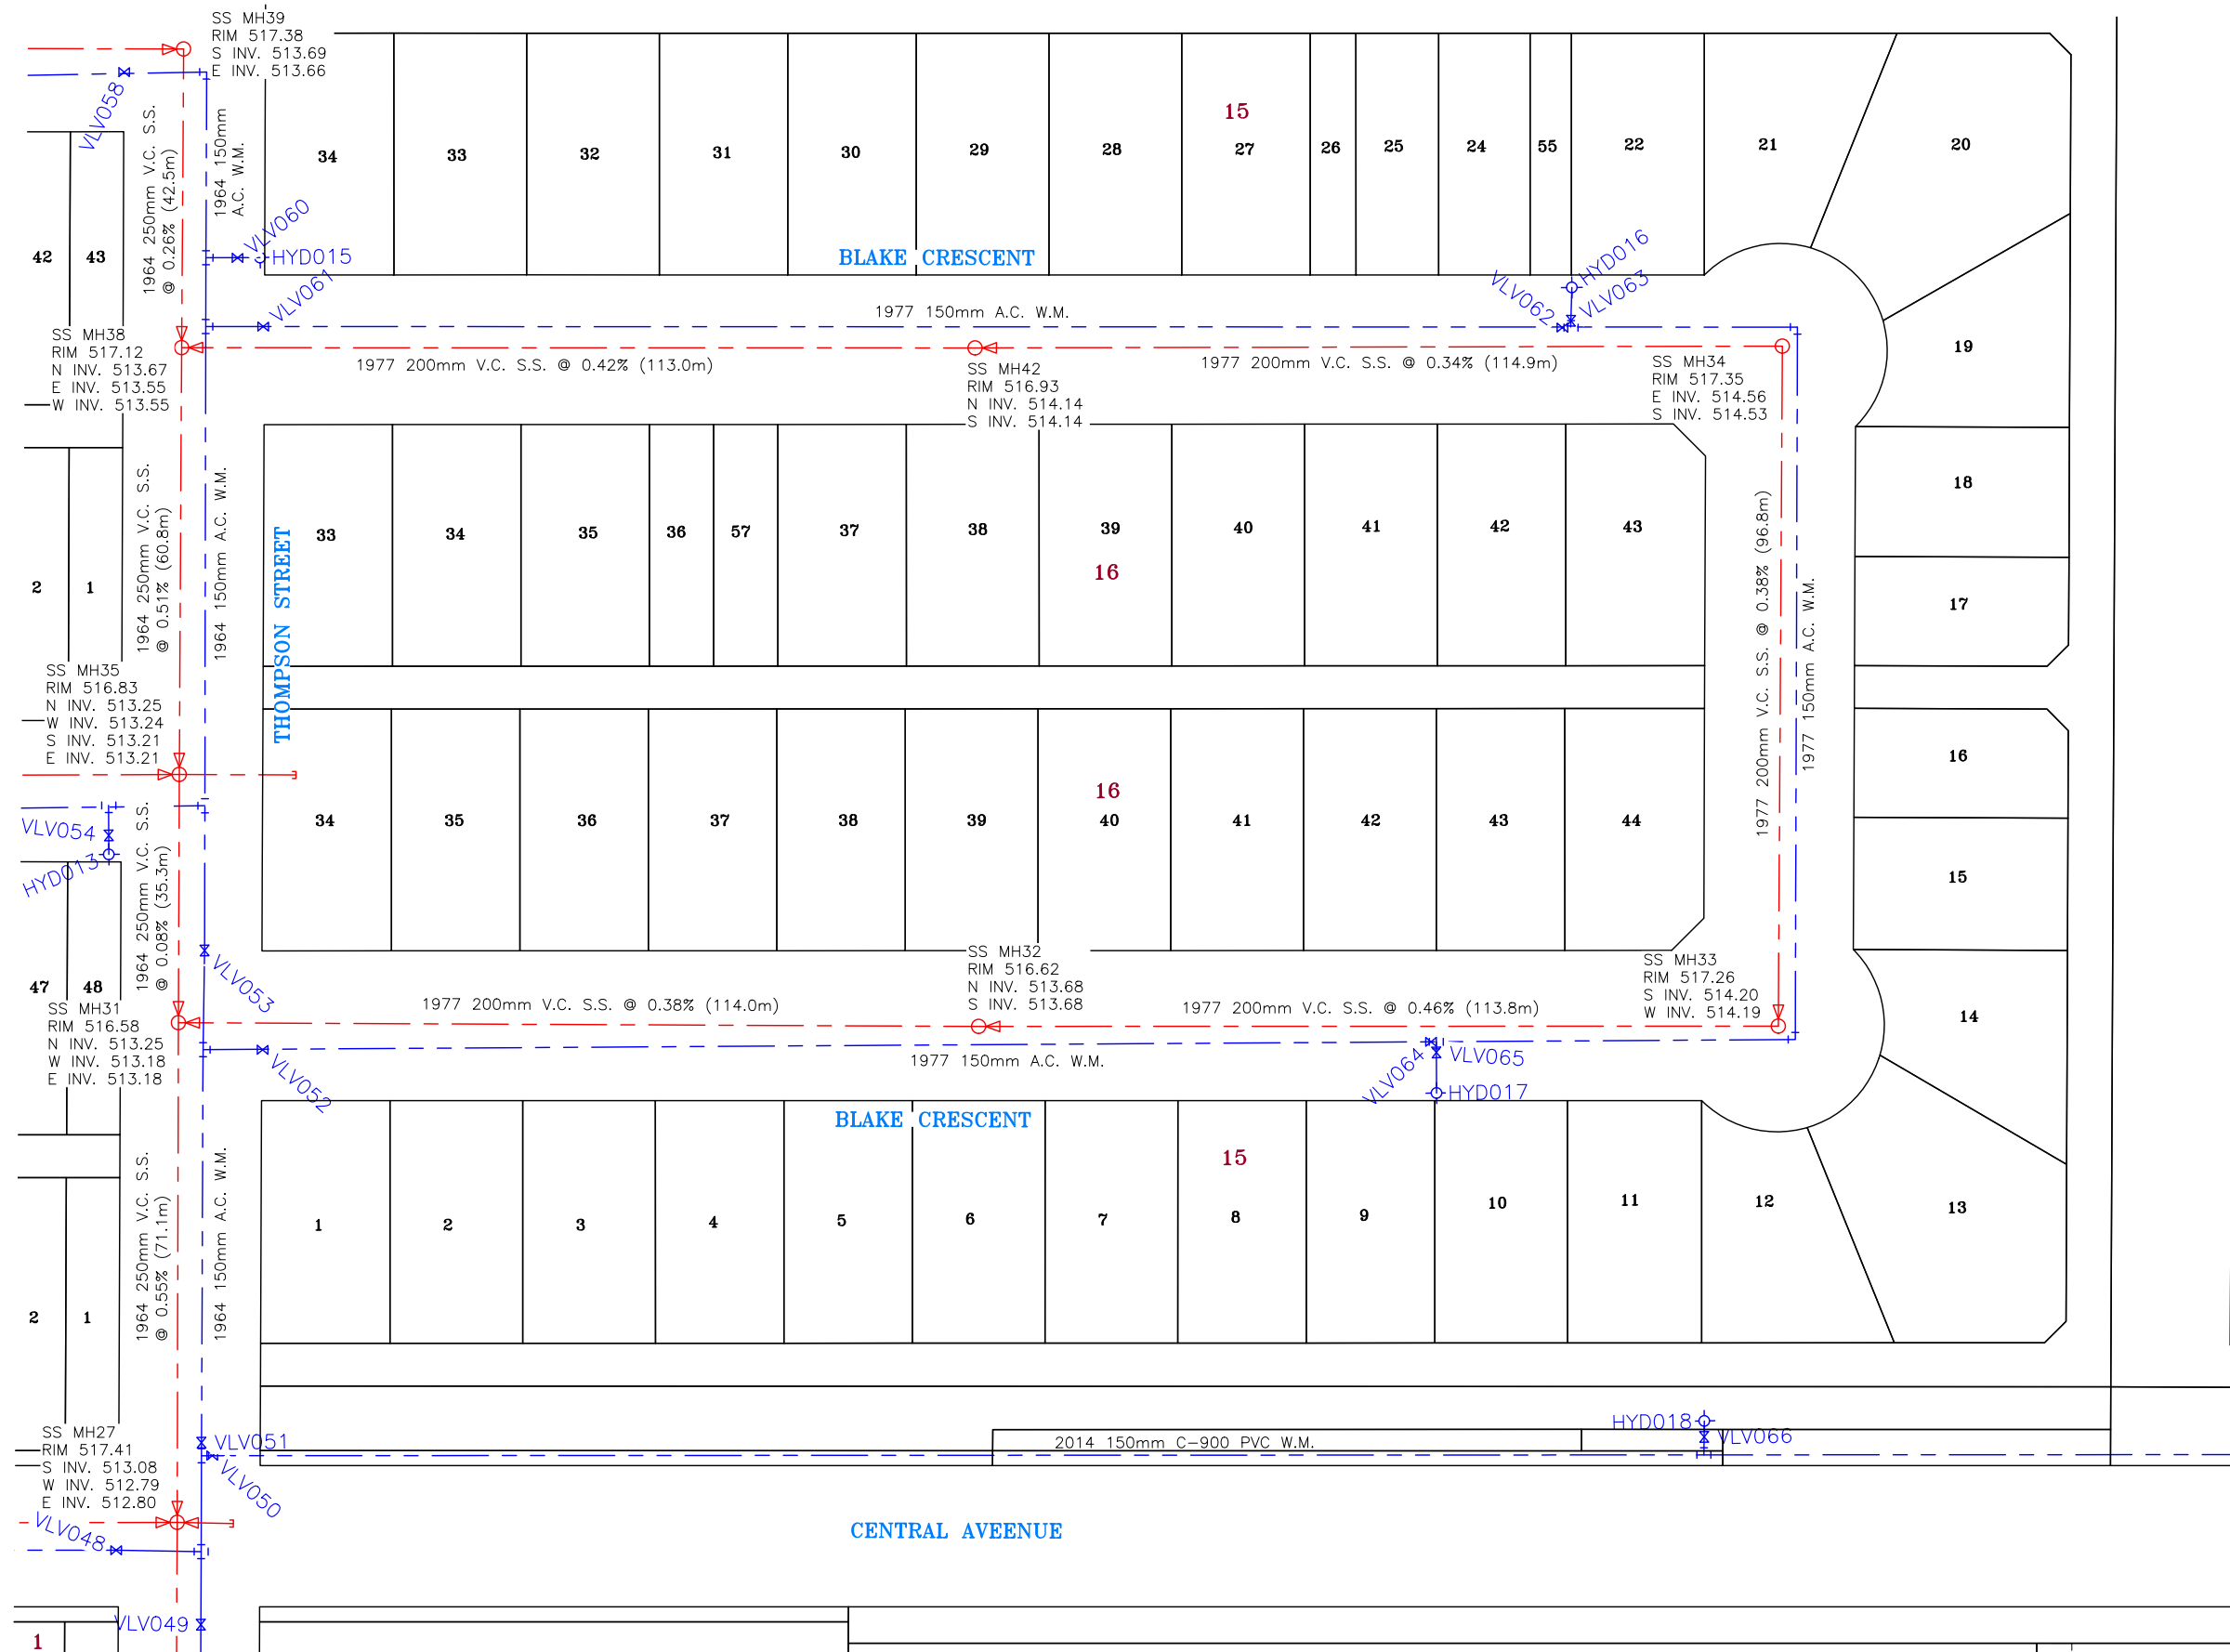 SS MH39
RIM 517.38
S INV. 513.69
E INV. 513.66
VLV058
1964 250mm V.C. S.S.
@ 0.26% (42.5m)
1964 150mm
A.C. W.M.
34
33
32
31
30
29
28
15
27
26
25
24
55
22
21
20
42
43
VLV060
HYD015
VLV061
BLAKE CRESCENT
HYD016
VLV062
VLV063
1977 150mm A.C. W.M.
SS MH38
RIM 517.12
N INV. 513.67
E INV. 513.55
W INV. 513.55
1977 200mm V.C. S.S. @ 0.42% (113.0m)
SS MH42
RIM 516.93
N INV. 514.14
S INV. 514.14
1977 200mm V.C. S.S. @ 0.34% (114.9m)
SS MH34
RIM 517.35
E INV. 514.56
S INV. 514.53
19
18
17
2
1
1964 250mm V.C. S.S.
@ 0.51% (60.8m)
1964 150mm A.C. W.M.
THOMPSON STREET
33
34
35
36
57
37
38
39
16
40
41
42
43
1977 200mm V.C. S.S. @ 0.38% (96.8m)
1977 150mm A.C. W.M.
SS MH35
RIM 516.83
N INV. 513.25
W INV. 513.24
S INV. 513.21
E INV. 513.21
VLV054
HYD013
1964 250mm V.C. S.S.
@ 0.08% (35.3m)
34
35
36
37
38
39
16
40
41
42
43
44
16
15
14
47
48
VLV053
SS MH31
RIM 516.58
N INV. 513.25
W INV. 513.18
E INV. 513.18
1977 200mm V.C. S.S. @ 0.38% (114.0m)
SS MH32
RIM 516.62
N INV. 513.68
S INV. 513.68
1977 200mm V.C. S.S. @ 0.46% (113.8m)
SS MH33
RIM 517.26
S INV. 514.20
W INV. 514.19
VLV052
1977 150mm A.C. W.M.
VLV064
VLV065
HYD017
BLAKE CRESCENT
1964 250mm V.C. S.S.
@ 0.55% (71.1m)
1964 150mm A.C. W.M.
2
1
1
2
3
4
5
6
7
15
8
9
10
11
12
13
SS MH27
RIM 517.41
S INV. 513.08
W INV. 512.79
E INV. 512.80
VLV051
VLV050
2014 150mm C-900 PVC W.M.
HYD018
VLV066
VLV048
CENTRAL AVEENUE
VLV049
1